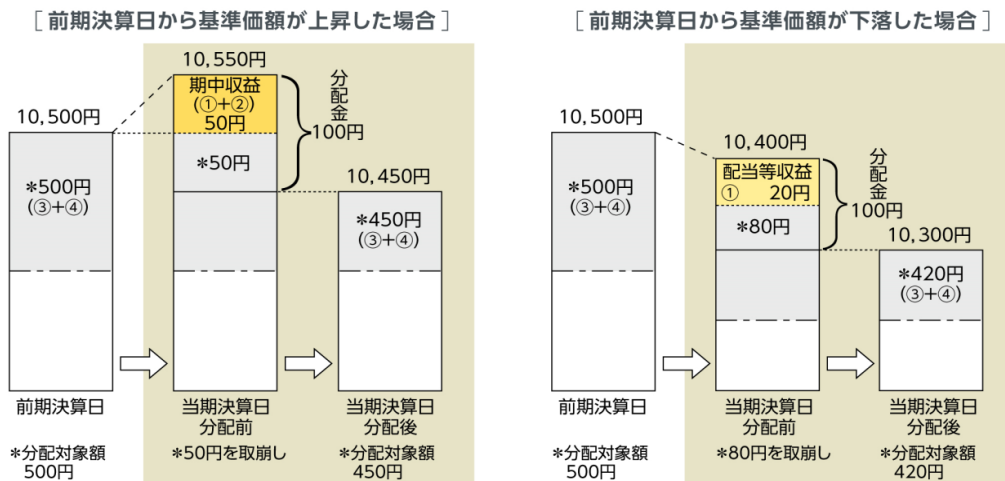 [前期決算日から基準価額が上昇した場合]
10,500円
*500円
(③+④)
10,550円
期中収益
(①+②)
50円
*50円
分配金
100円
10,450円
*450円
(③+④)
前期決算日
当期決算日
分配前
当期決算日
分配後
*分配対象額
500円
*50円を取崩し
*分配対象額
450円
[前期決算日から基準価額が下落した場合]
10,500円
*500円
(③+④)
10,400円
配当等収益
① 20円
*80円
分配金
100円
10,300円
*420円
(③+④)
前期決算日
当期決算日
分配前
当期決算日
分配後
*分配対象額
500円
*80円を取崩し
*分配対象額
420円